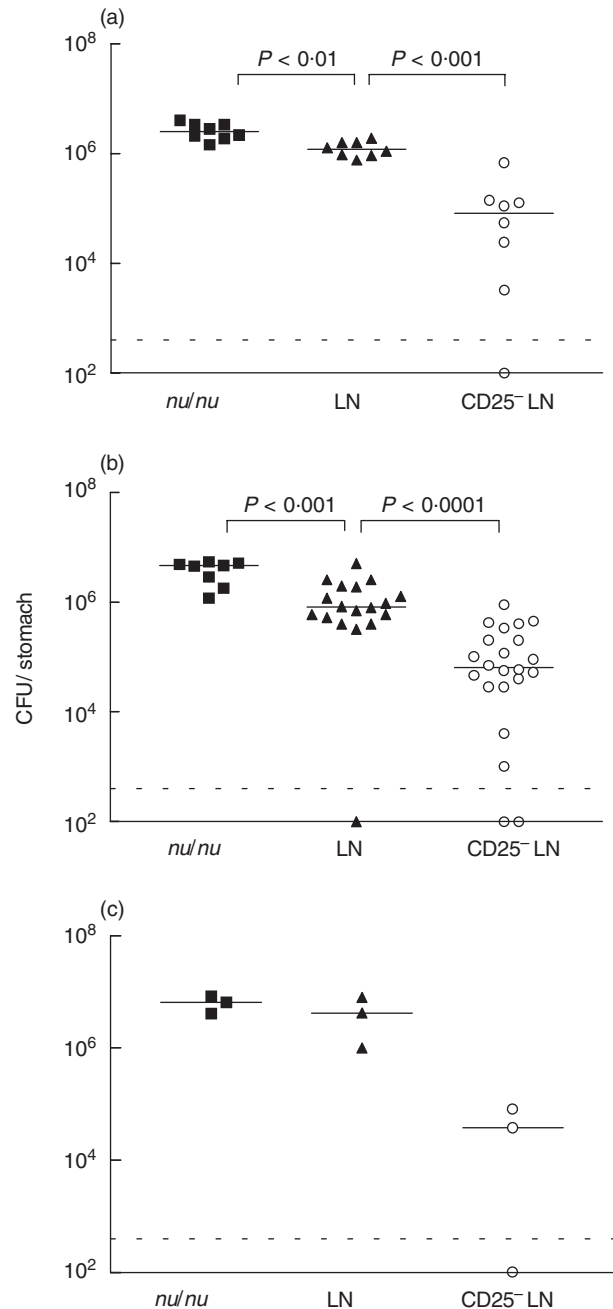 (a)
10⁸
P < 0·01 P < 0·001
10⁶
10⁴
10²
nu/nu LN CD25⁻ LN
(b)
10⁸
P < 0·001 P < 0·0001
10⁶
CFU/ stomach
10⁴
10²
nu/nu LN CD25⁻ LN
(c)
10⁸
10⁶
10⁴
10²
nu/nu LN CD25⁻ LN